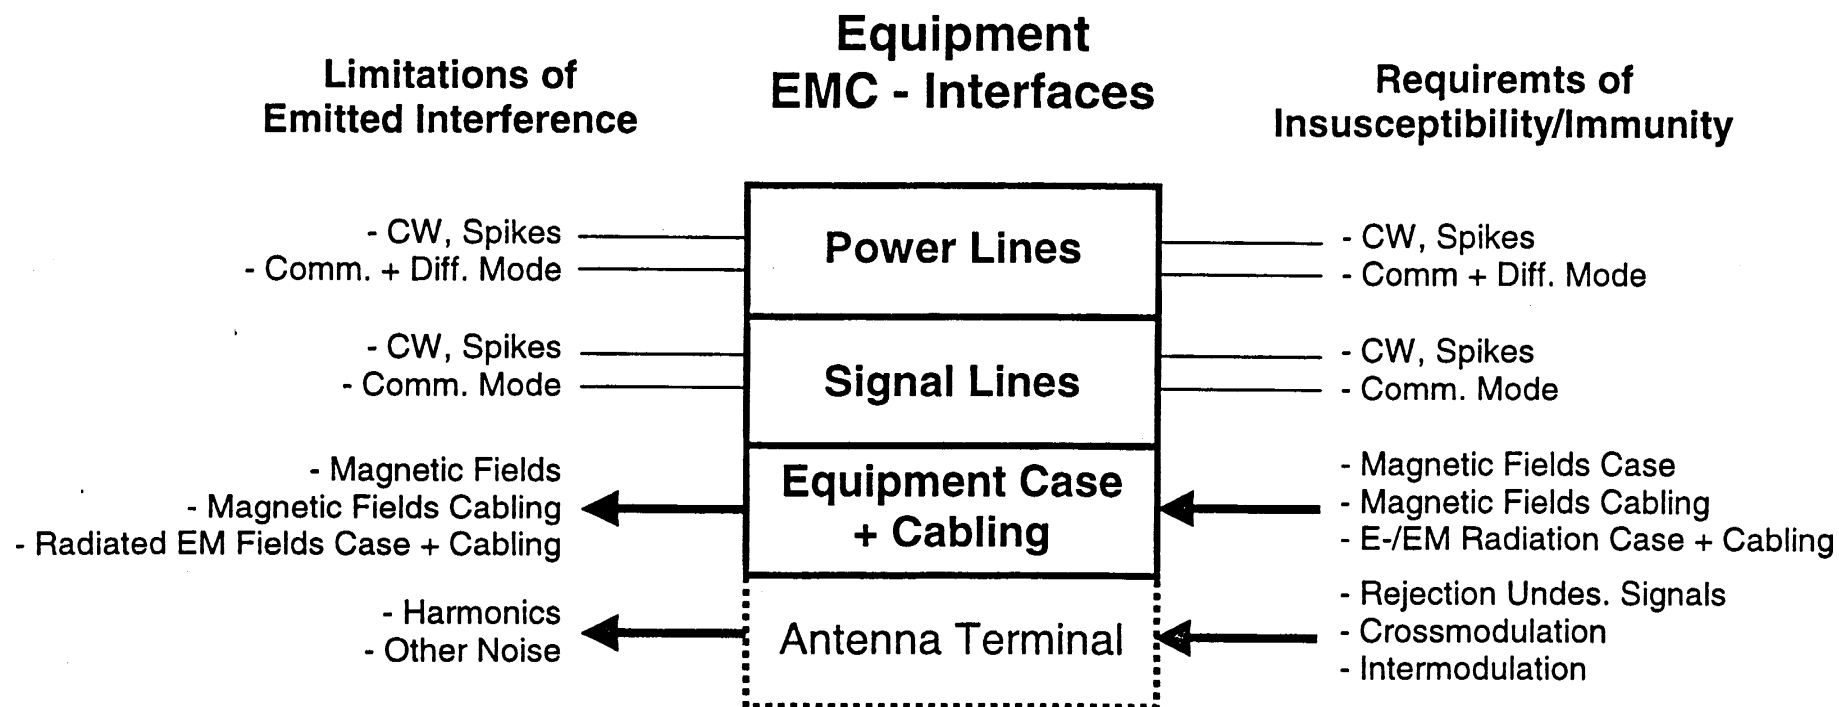 Equipment
EMC - Interfaces
Limitations of
Emitted Interference
Requiremts of
Insusceptibility/Immunity
- CW, Spikes
- Comm. + Diff. Mode
Power Lines
- CW, Spikes
- Comm + Diff. Mode
- CW, Spikes
- Comm. Mode
Signal Lines
- CW, Spikes
- Comm. Mode
- Magnetic Fields
- Magnetic Fields Cabling
- Radiated EM Fields Case + Cabling
Equipment Case
+ Cabling
- Magnetic Fields Case
- Magnetic Fields Cabling
- E-/EM Radiation Case + Cabling
- Harmonics
- Other Noise
Antenna Terminal
- Rejection Undes. Signals
- Crossmodulation
- Intermodulation